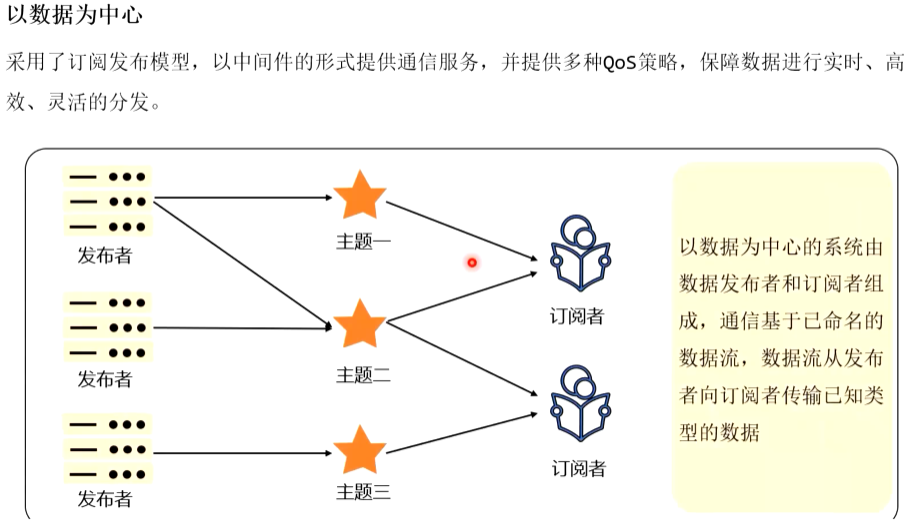 以数据为中心
采用了订阅发布模型，以中间件的形式提供通信服务，并提供多种QoS策略，保障数据进行实时、高
效、灵活的分发。
发布者
主题一
订阅者
发布者
主题二
发布者
主题三
订阅者
以数据为中心的系统由
数据发布者和订阅者组
成，通信基于已命名的
数据流，数据流从发布
者向订阅者传输已知类
型的数据